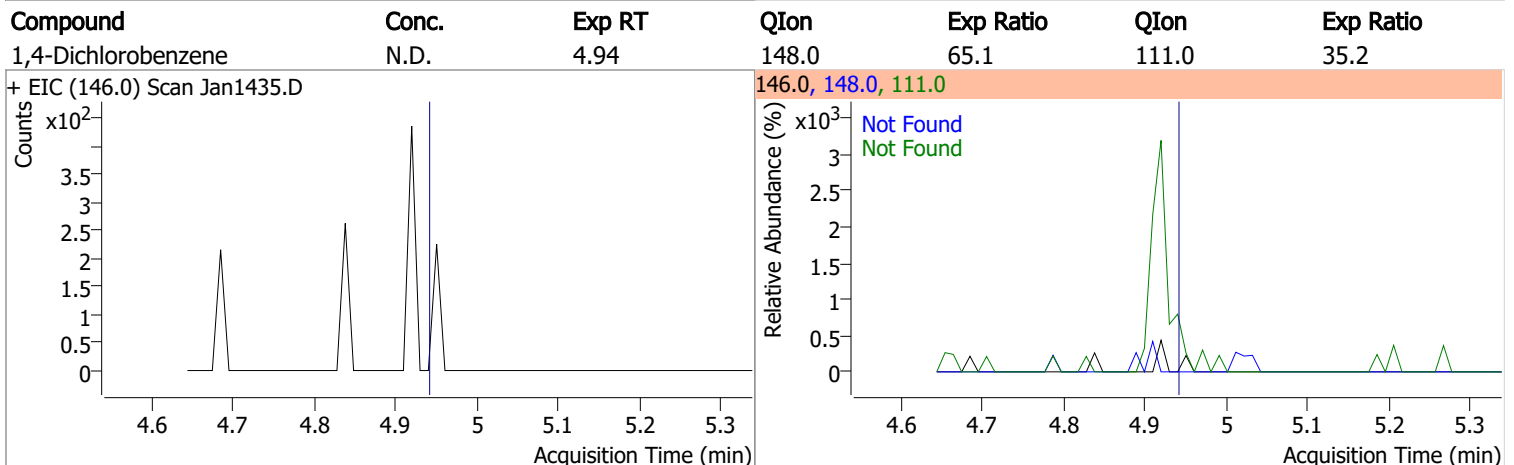 Compound Conc. Exp RT QIon Exp Ratio QIon Exp Ratio
1,4-Dichlorobenzene N.D. 4.94 148.0 65.1 111.0 35.2
+ EIC (146.0) Scan Jan1435.D
Counts
x10²
3.5
3
2.5
2
1.5
1
0.5
0
4.6 4.7 4.8 4.9 5 5.1 5.2 5.3
Acquisition Time (min)
146.0, 148.0, 111.0
Relative Abundance (%)
x10³
Not Found
Not Found
3
2.5
2
1.5
1
0.5
0
4.6 4.7 4.8 4.9 5 5.1 5.2 5.3
Acquisition Time (min)